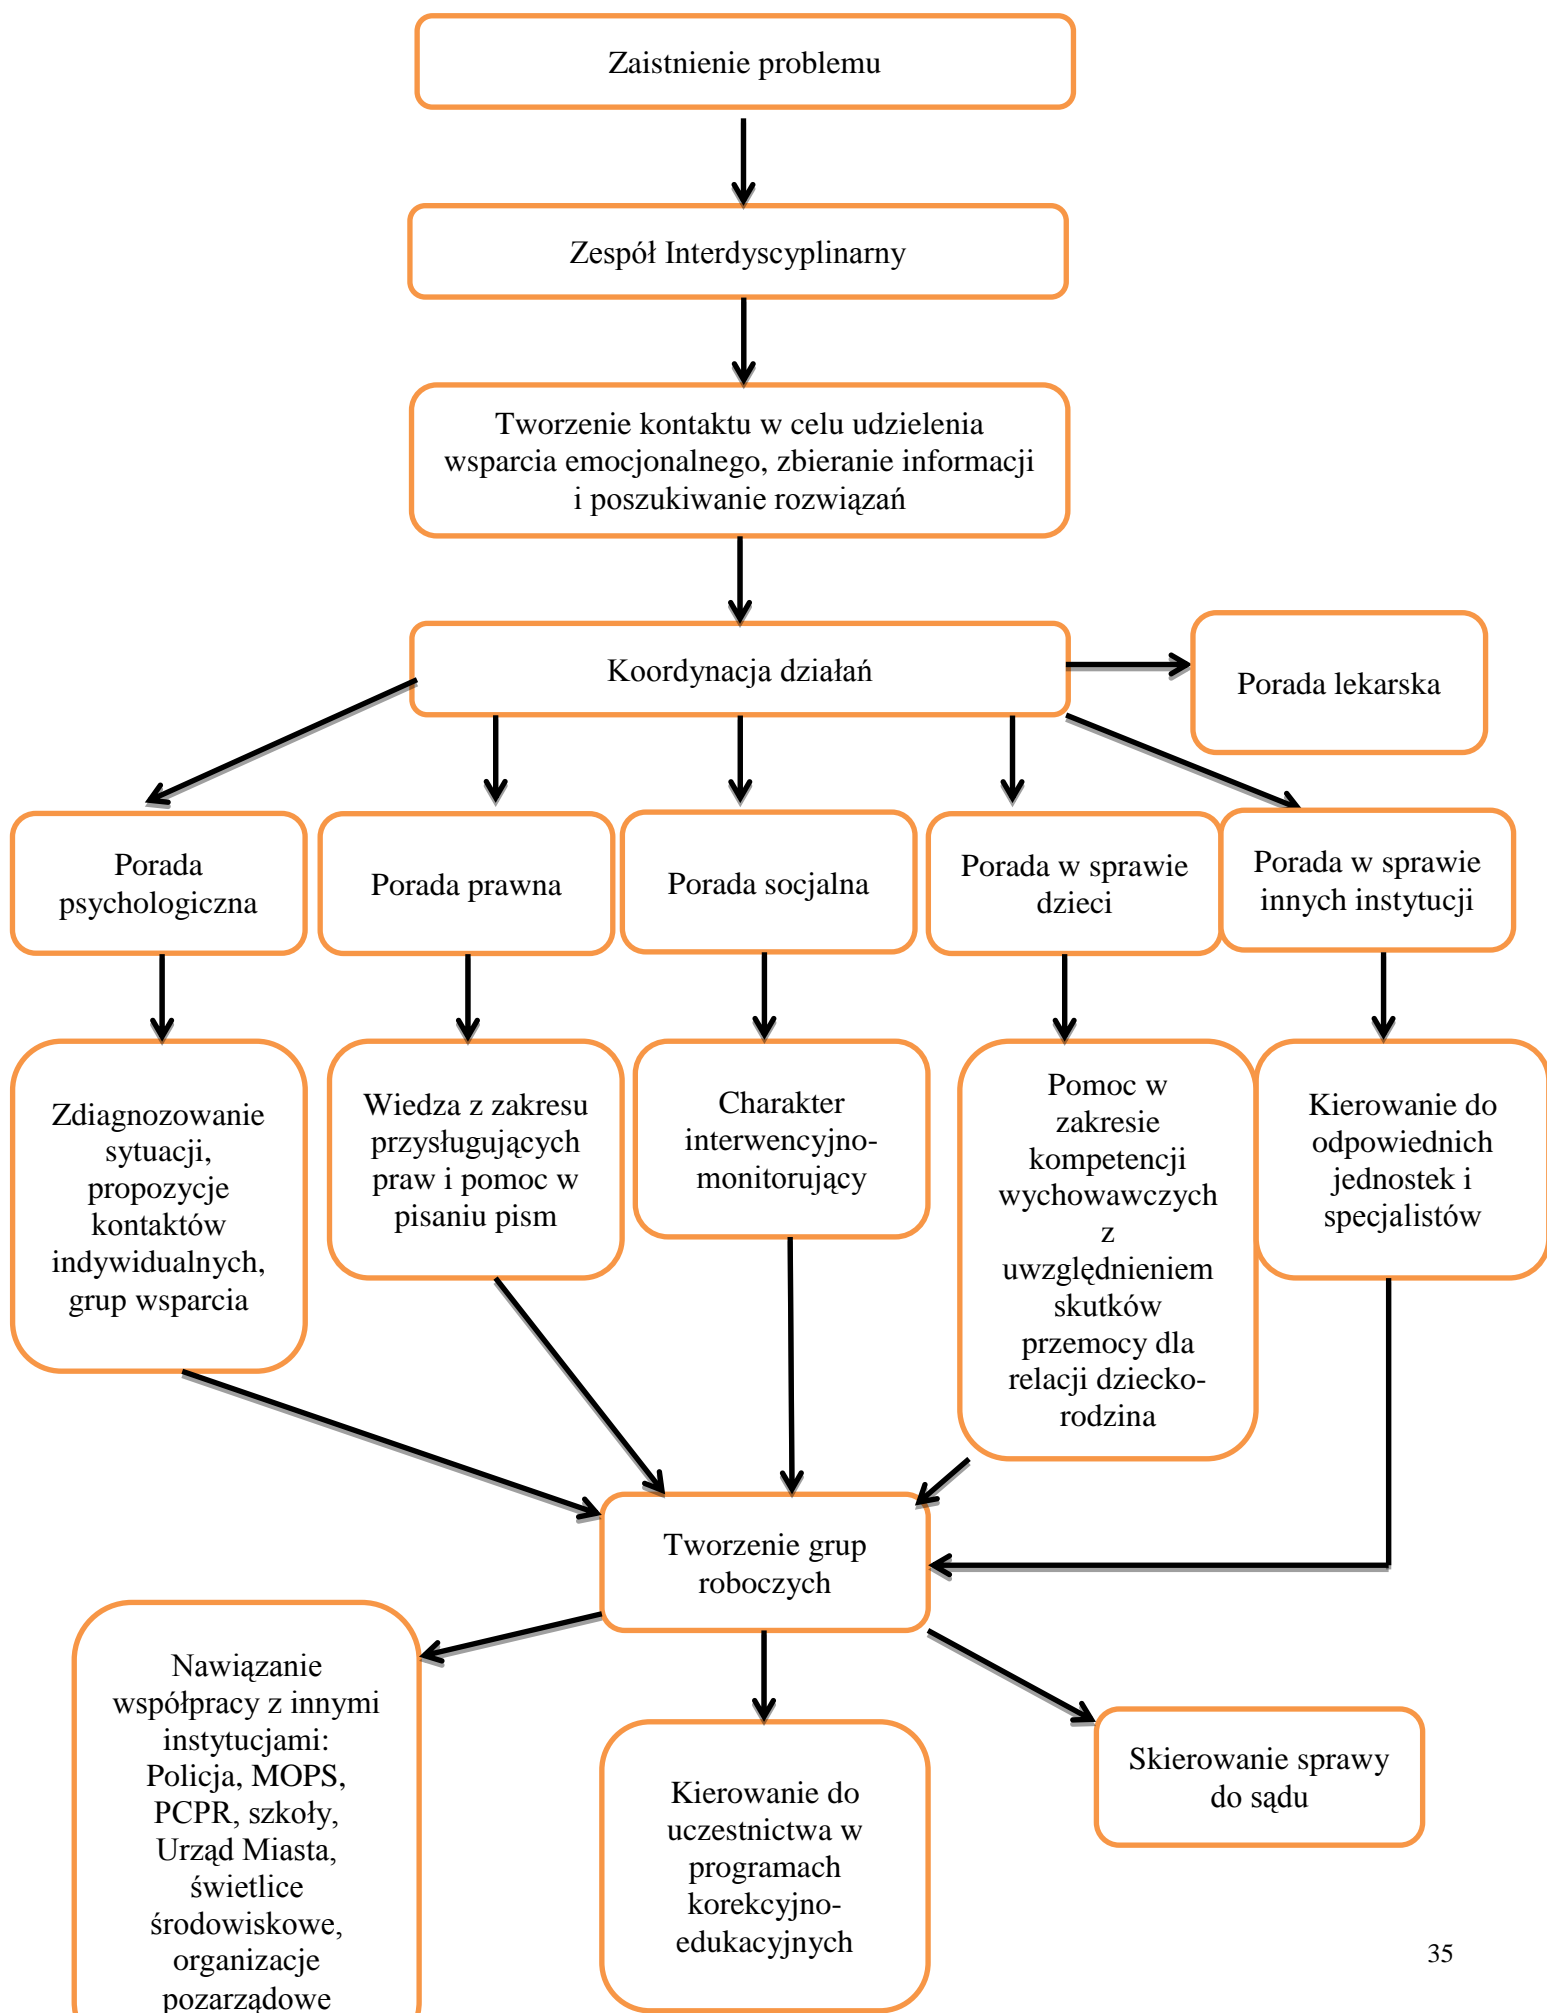 Zaistnienie problemu
Zespół Interdyscyplinarny
Tworzenie kontaktu w celu udzielenia
wsparcia emocjonalnego, zbieranie informacji
i poszukiwanie rozwiązań
Koordynacja działań
Porada lekarska
Porada
psychologiczna
Porada prawna
Porada socjalna
Porada w sprawie
dzieci
Porada w sprawie
innych instytucji
Zdiagnozowanie
sytuacji,
propozycje
kontaktów
indywidualnych,
grup wsparcia
Wiedza z zakresu
przysługujących
praw i pomoc w
pisaniu pism
Charakter
interwencyjno-
monitorujący
Pomoc w
zakresie
kompetencji
wychowawczych
z
uwzględnieniem
skutków
przemocy dla
relacji dziecko-
rodzina
Kierowanie do
odpowiednich
jednostek i
specjalistów
Tworzenie grup
roboczych
Nawiązanie
współpracy z innymi
instytucjami:
Policja, MOPS,
PCPR, szkoły,
Urząd Miasta,
świetlice
środowiskowe,
organizacje
pozarządowe
Kierowanie do
uczestnictwa w
programach
korekcyjno-
edukacyjnych
Skierowanie sprawy
do sądu
35